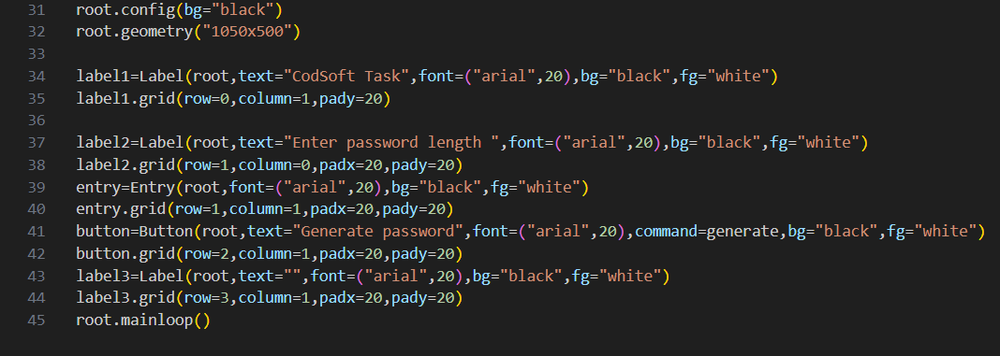 31 root.config(bg="black")
32 root.geometry("1050x500")
33
34 label1=Label(root,text="CodSoft Task",font=("arial",20),bg="black",fg="white")
35 label1.grid(row=0,column=1,pady=20)
36
37 label2=Label(root,text="Enter password length ",font=("arial",20),bg="black",fg="white")
38 label2.grid(row=1,column=0,padx=20,pady=20)
39 entry=Entry(root,font=("arial",20),bg="black",fg="white")
40 entry.grid(row=1,column=1,padx=20,pady=20)
41 button=Button(root,text="Generate password",font=("arial",20),command=generate,bg="black",fg="white")
42 button.grid(row=2,column=1,padx=20,pady=20)
43 label3=Label(root,text="",font=("arial",20),bg="black",fg="white")
44 label3.grid(row=3,column=1,padx=20,pady=20)
45 root.mainloop()